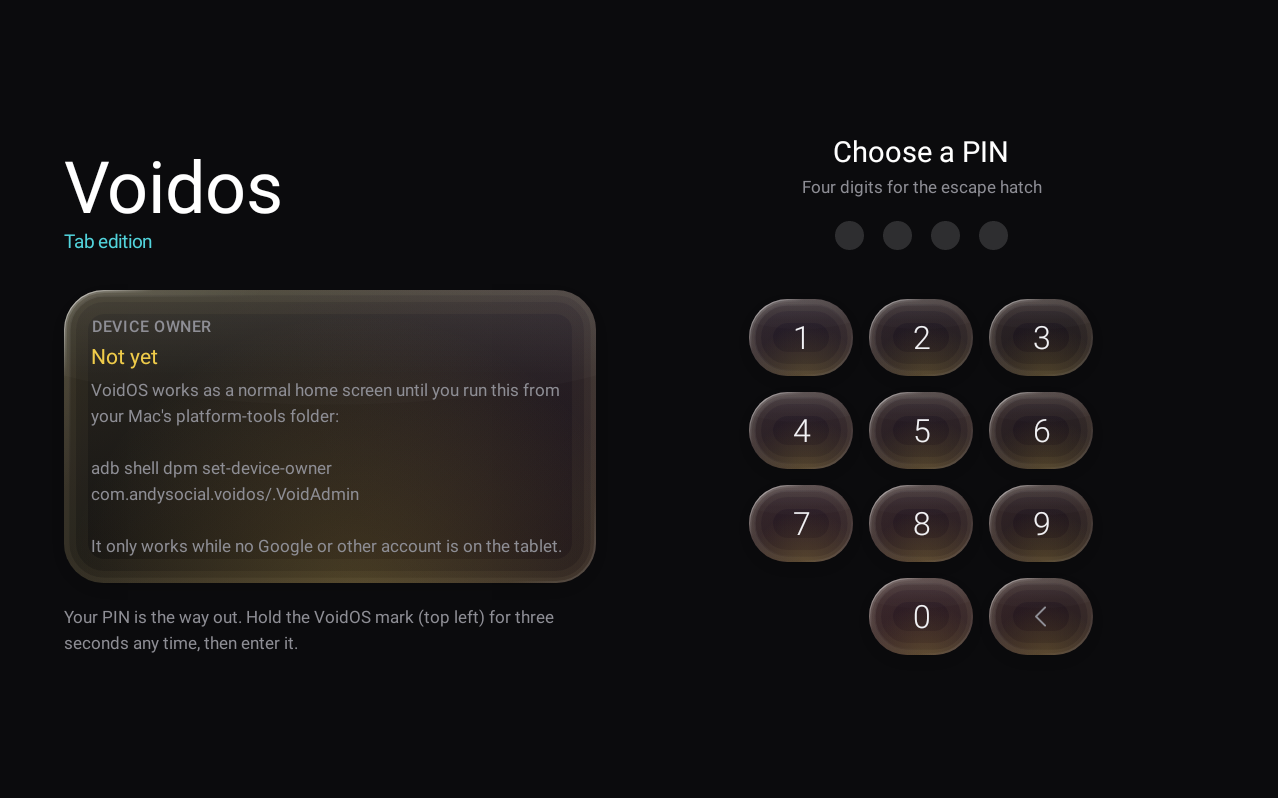 Voidos
Tab edition
DEVICE OWNER
Not yet
VoidOS works as a normal home screen until you run this from
your Mac's platform-tools folder:
adb shell dpm set-device-owner
com.andysocial.voidos/.VoidAdmin
It only works while no Google or other account is on the tablet.
Your PIN is the way out. Hold the VoidOS mark (top left) for three
seconds any time, then enter it.
Choose a PIN
Four digits for the escape hatch
1 2 3
4 5 6
7 8 9
0